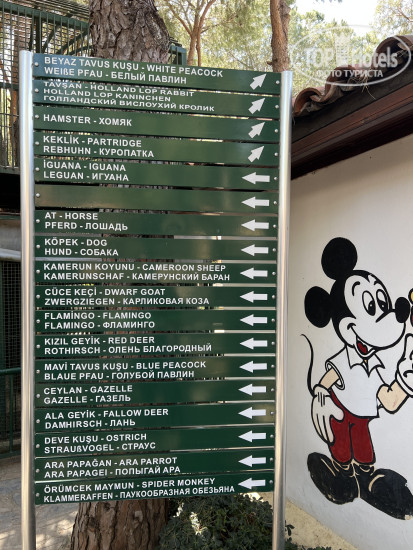 BEYAZ TAVUS KUŞU - WHITE PEACOCK
WEIßE PFAU - БЕЛЫЙ ПАВЛИН
TAVŞAN - HOLLAND LOP RABBIT
HOLLAND LOP KANINCHEN
ГОЛЛАНДСКИЙ ВИСЛОУХИЙ КРОЛИК
HAMSTER - ХОМЯК
KEKLİK - PARTRIDGE
REBHUHN - КУРОПАТКА
İGUANA - IGUANA
LEGUAN - ИГУАНА
AT - HORSE
PFERD - ЛОШАДЬ
KÖPEK - DOG
HUND - СОБАКА
KAMERUN KOYUNU - CAMEROON SHEEP
KAMERUNSCHAF - КАМЕРУНСКИЙ БАРАН
CÜCE KEÇİ - DWARF GOAT
ZWERGZIEGEN - КАРЛИКОВАЯ КОЗА
FLAMINGO - FLAMINGO
FLAMINGO - ФЛАМИНГО
KIZIL GEYİK - RED DEER
ROTHIRSCH - ОЛЕНЬ БЛАГОРОДНЫЙ
MAVİ TAVUS KUŞU - BLUE PEACOCK
BLAUE PFAU - ГОЛУБОЙ ПАВЛИН
CEYLAN - GAZELLE
GAZELLE - ГАЗЕЛЬ
ALA GEYİK - FALLOW DEER
DAMHIRSCH - ЛАНЬ
DEVE KUŞU - OSTRICH
STRAUßVOGEL - СТРАУС
ARA PAPAĞAN - ARA PARROT
ARA PAPAGEI - ПОПЫГАЙ АРА
ÖRÜMCEK MAYMUN - SPIDER MONKEY
KLAMMERAFFEN - ПАУКООБРАЗНАЯ ОБЕЗЬЯНА
TopHotels
ФОТО ТУРИСТА